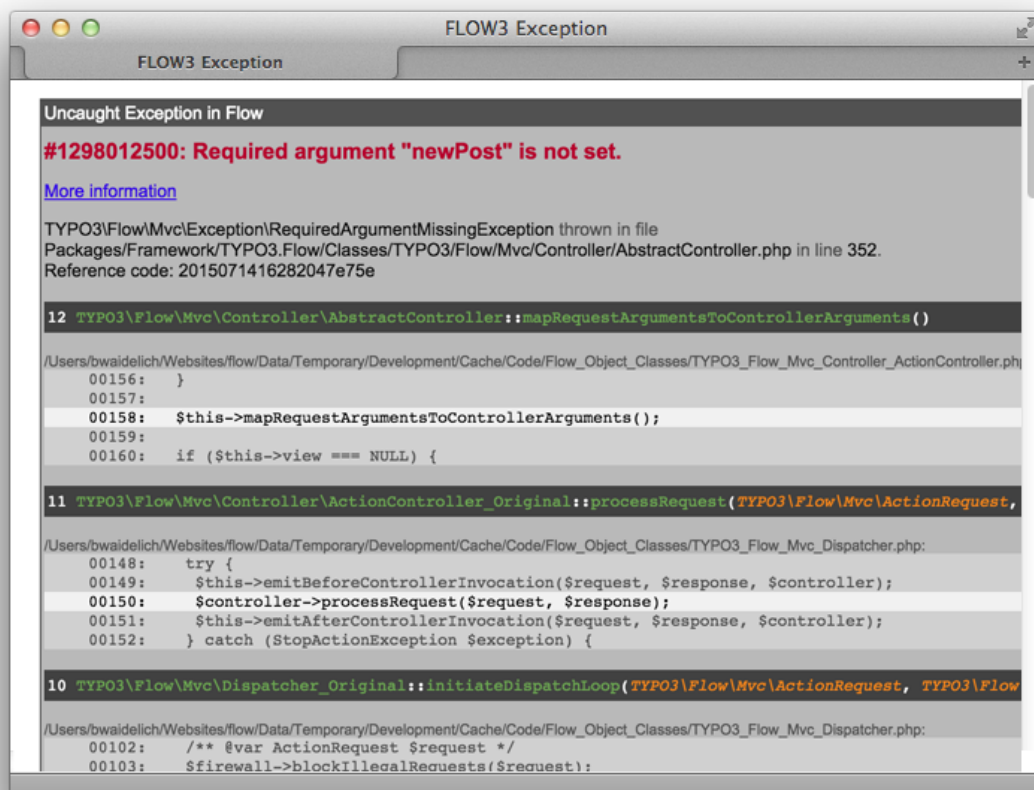 FLOW3 Exception
FLOW3 Exception
Uncaught Exception in Flow
#1298012500: Required argument "newPost" is not set.
More information
TYPO3\Flow\Mvc\Exception\RequiredArgumentMissingException thrown in file
Packages/Framework/TYPO3.Flow/Classes/TYPO3/Flow/Mvc/Controller/AbstractController.php in line 352.
Reference code: 2015071416282047e75e
12 TYPO3\Flow\Mvc\Controller\AbstractController::mapRequestArgumentsToControllerArguments()
/Users/bwaidelich/Websites/flow/Data/Temporary/Development/Cache/Code/Flow_Object_Classes/TYPO3_Flow_Mvc_Controller_ActionController.php
00156: }
00157:
00158: $this->mapRequestArgumentsToControllerArguments();
00159:
00160: if ($this->view === NULL) {
11 TYPO3\Flow\Mvc\Controller\ActionController_Original::processRequest(TYPO3\Flow\Mvc\ActionRequest,
/Users/bwaidelich/Websites/flow/Data/Temporary/Development/Cache/Code/Flow_Object_Classes/TYPO3_Flow_Mvc_Dispatcher.php:
00148: try {
00149: $this->emitBeforeControllerInvocation($request, $response, $controller);
00150: $controller->processRequest($request, $response);
00151: $this->emitAfterControllerInvocation($request, $response, $controller);
00152: } catch (StopActionException $exception) {
10 TYPO3\Flow\Mvc\Dispatcher_Original::initiateDispatchLoop(TYPO3\Flow\Mvc\ActionRequest, TYPO3\Flow
/Users/bwaidelich/Websites/flow/Data/Temporary/Development/Cache/Code/Flow_Object_Classes/TYPO3_Flow_Mvc_Dispatcher.php:
00102: /** @var ActionRequest $request */
00103: $firewall->blockIllegalRequests($request);